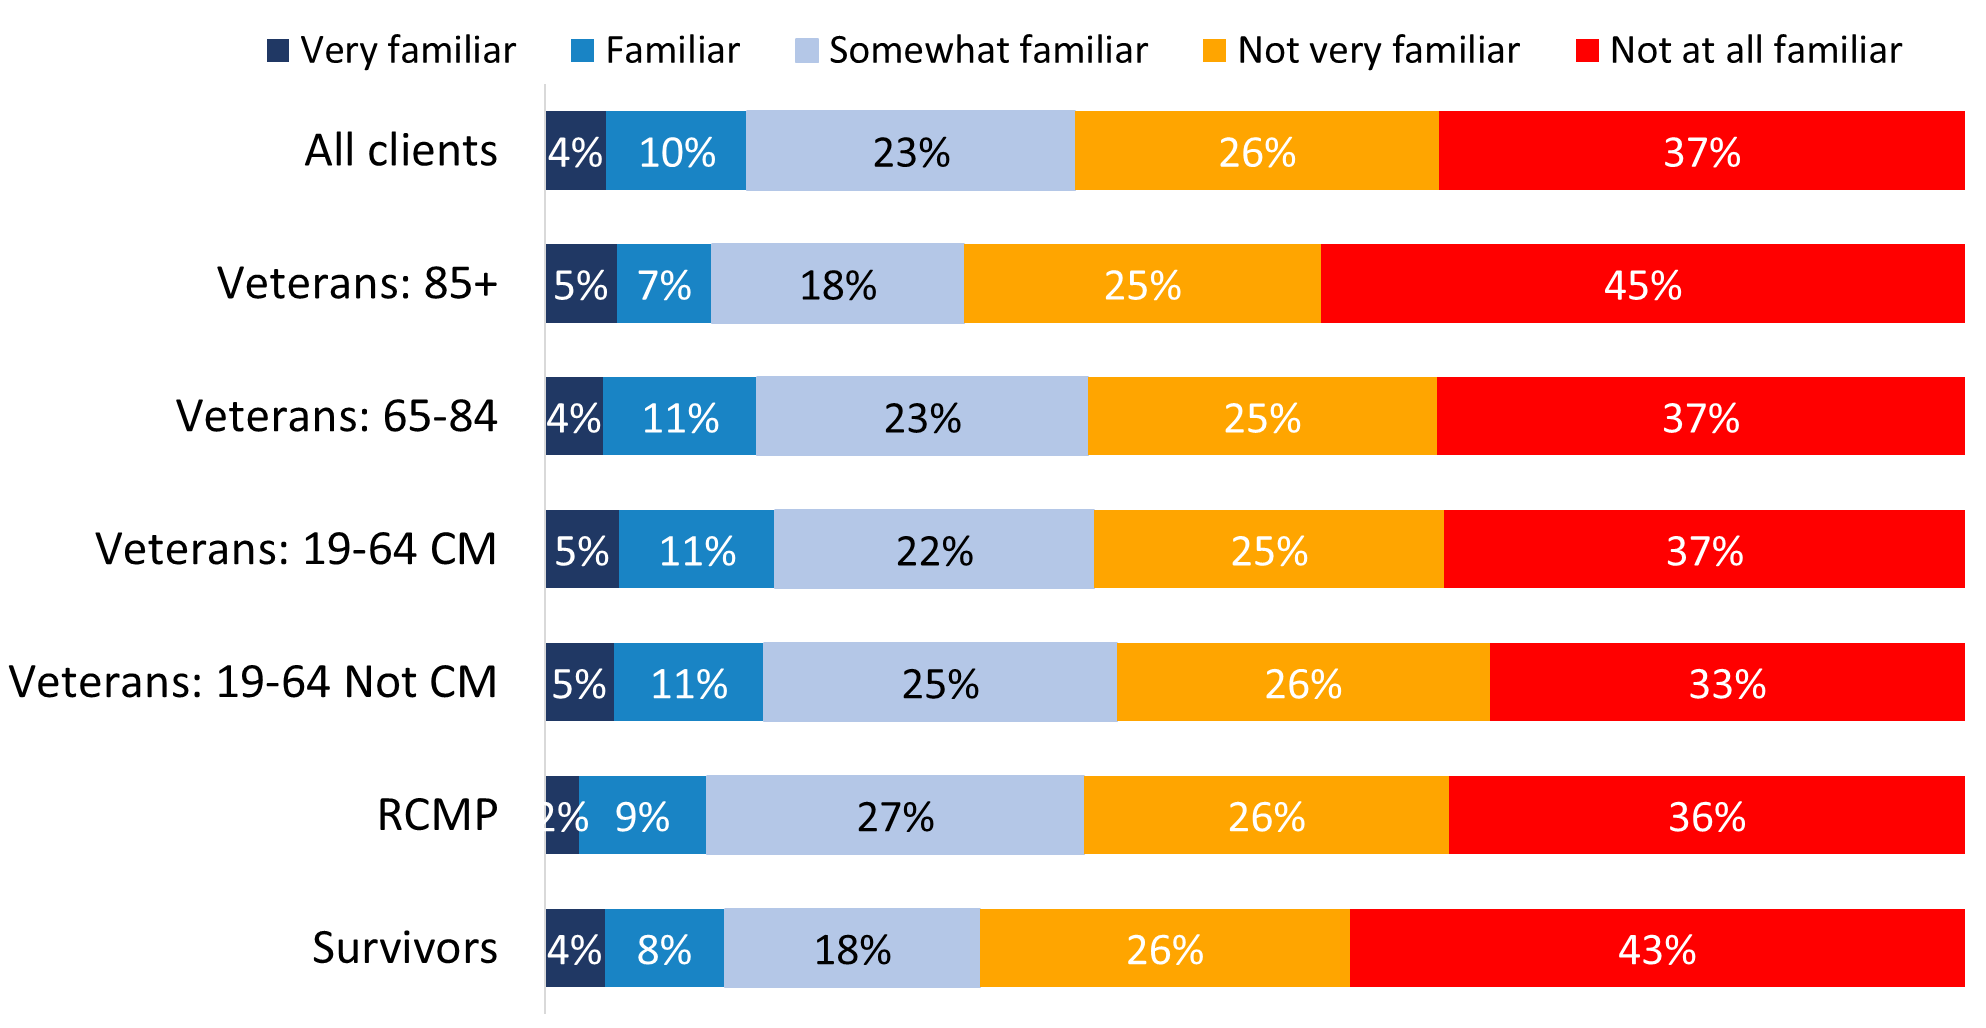 Very familiar Familiar Somewhat familiar Not very familiar Not at all familiar
All clients 4% 10% 23% 26% 37%
Veterans: 85+ 5% 7% 18% 25% 45%
Veterans: 65-84 4% 11% 23% 25% 37%
Veterans: 19-64 CM 5% 11% 22% 25% 37%
Veterans: 19-64 Not CM 5% 11% 25% 26% 33%
RCMP 2% 9% 27% 26% 36%
Survivors 4% 8% 18% 26% 43%